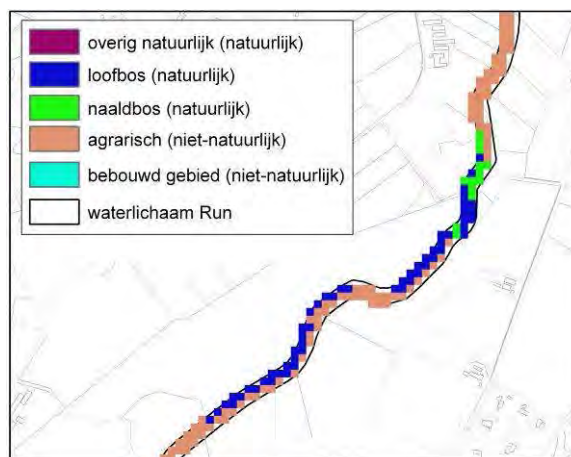 overig natuurlijk (natuurlijk)
loofbos (natuurlijk)
naaldbos (natuurlijk)
agrarisch (niet-natuurlijk)
bebouwd gebied (niet-natuurlijk)
waterlichaam Run